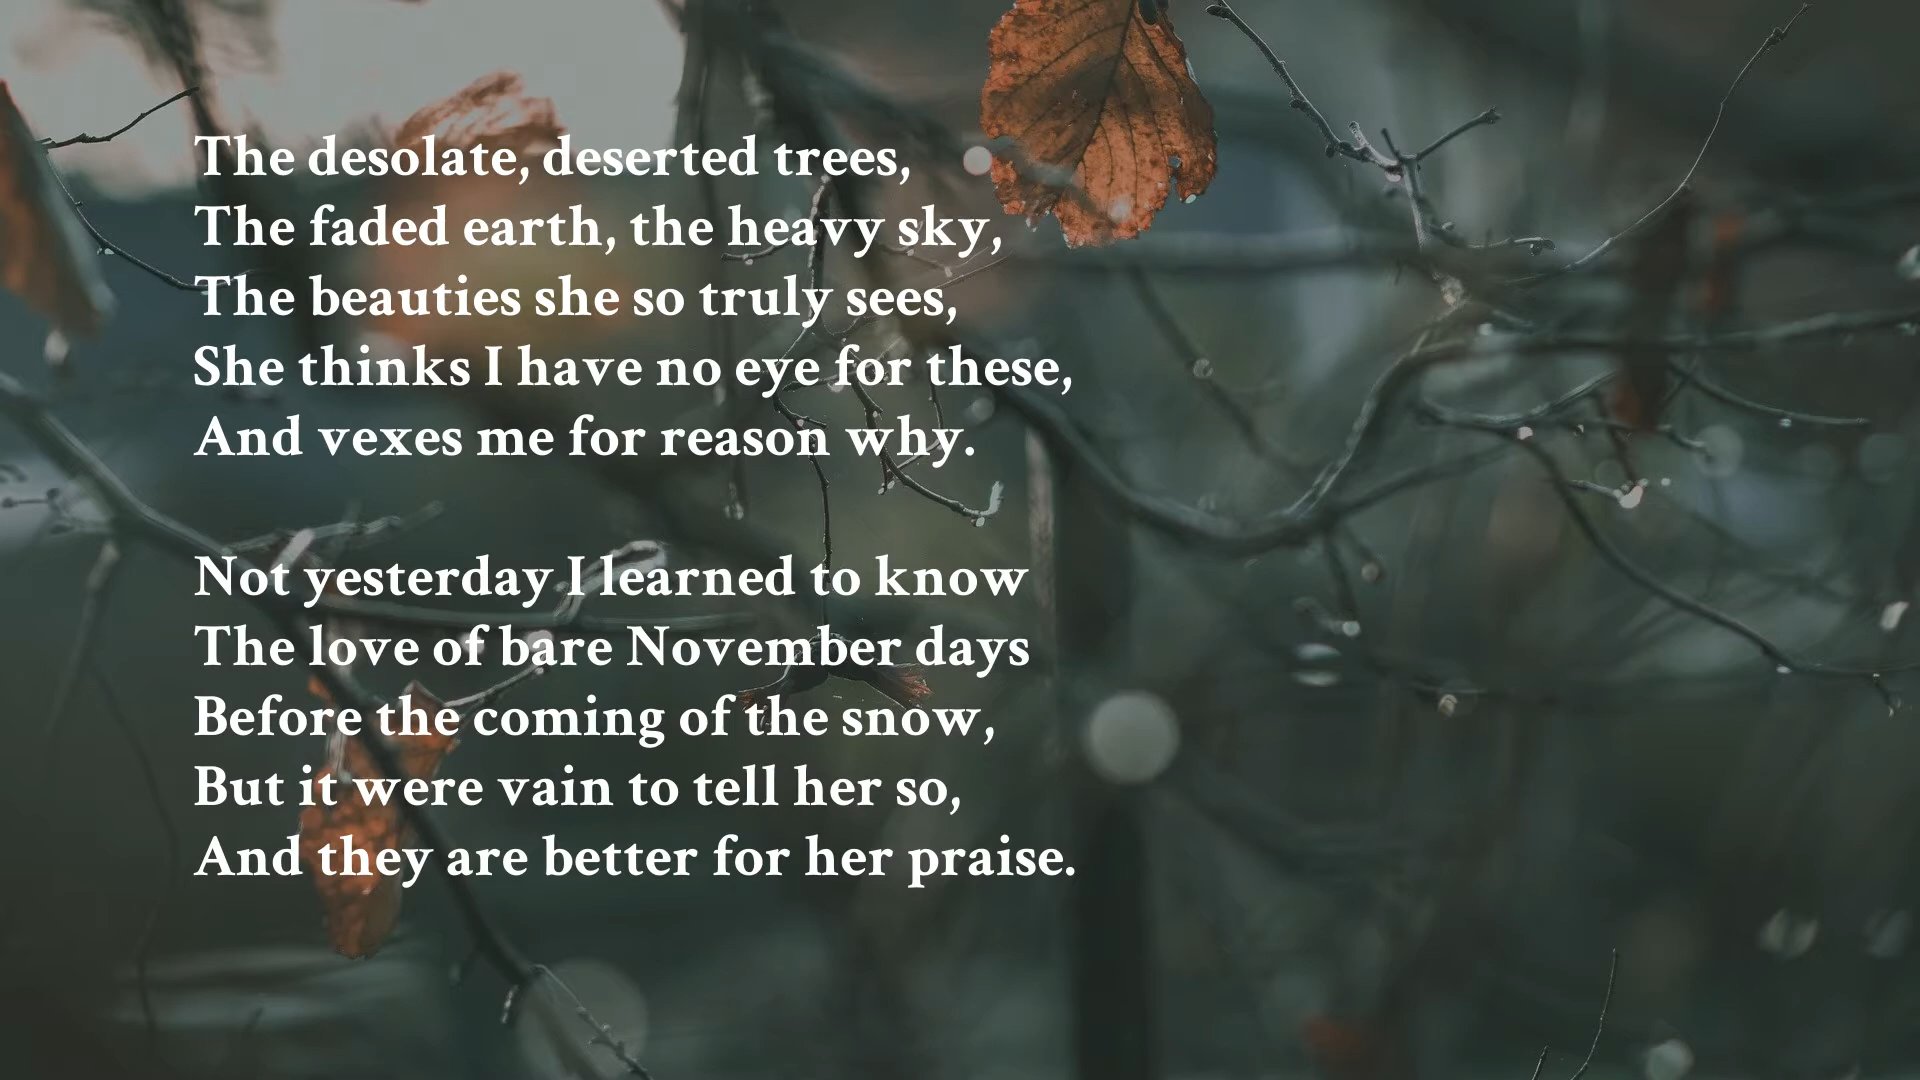 The desolate, deserted trees,
The faded earth, the heavy sky,
The beauties she so truly sees,
She thinks I have no eye for these,
And vexes me for reason why.
Not yesterday I learned to know
The love of bare November days
Before the coming of the snow,
But it were vain to tell her so,
And they are better for her praise.